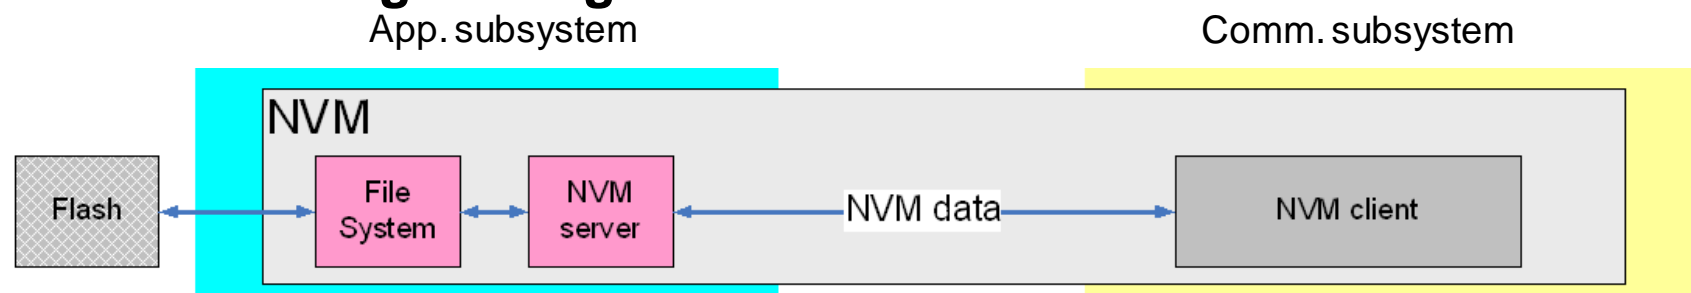 App. subsystem
Comm. subsystem
NVM
Flash
File
System
NVM
server
NVM data
NVM client